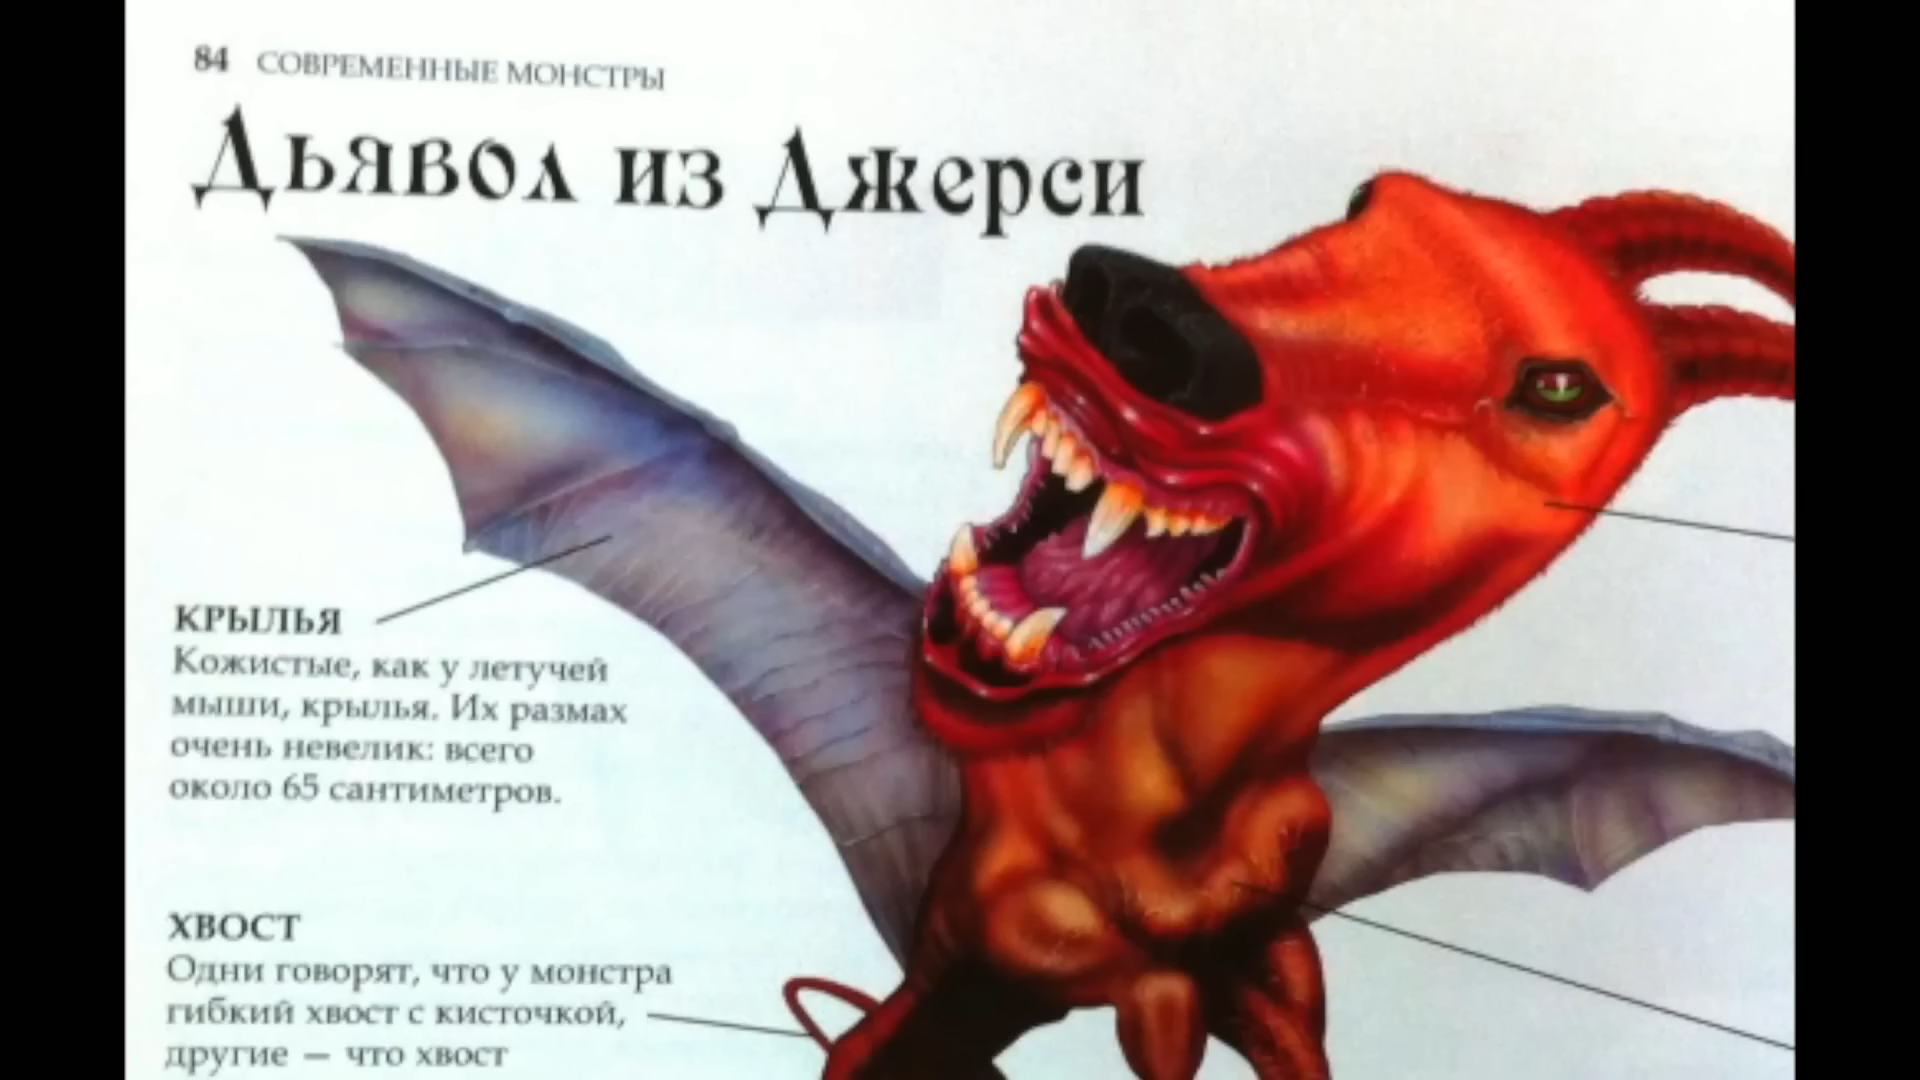 84 СОВРЕМЕННЫЕ МОНСТРЫ
Дьявол из Джерси
КРЫЛЬЯ
Кожистые, как у летучей
мыши, крылья. Их размах
очень невелик: всего
около 65 сантиметров.
ХВОСТ
Одни говорят, что у монстра
гибкий хвост с кисточкой,
другие — что хвост